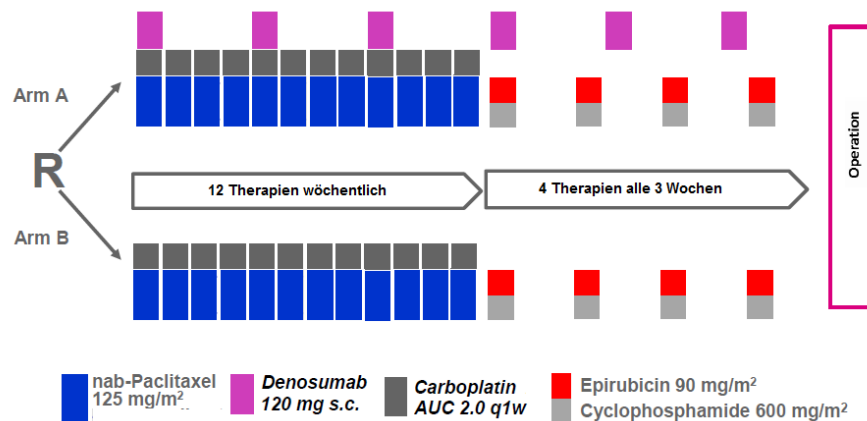 Arm A
R
Arm B
12 Therapien wöchentlich
4 Therapien alle 3 Wochen
Operation
nab-Paclitaxel
125 mg/m²
Denosumab
120 mg s.c.
Carboplatin
AUC 2.0 q1w
Epirubicin 90 mg/m²
Cyclophosphamide 600 mg/m²